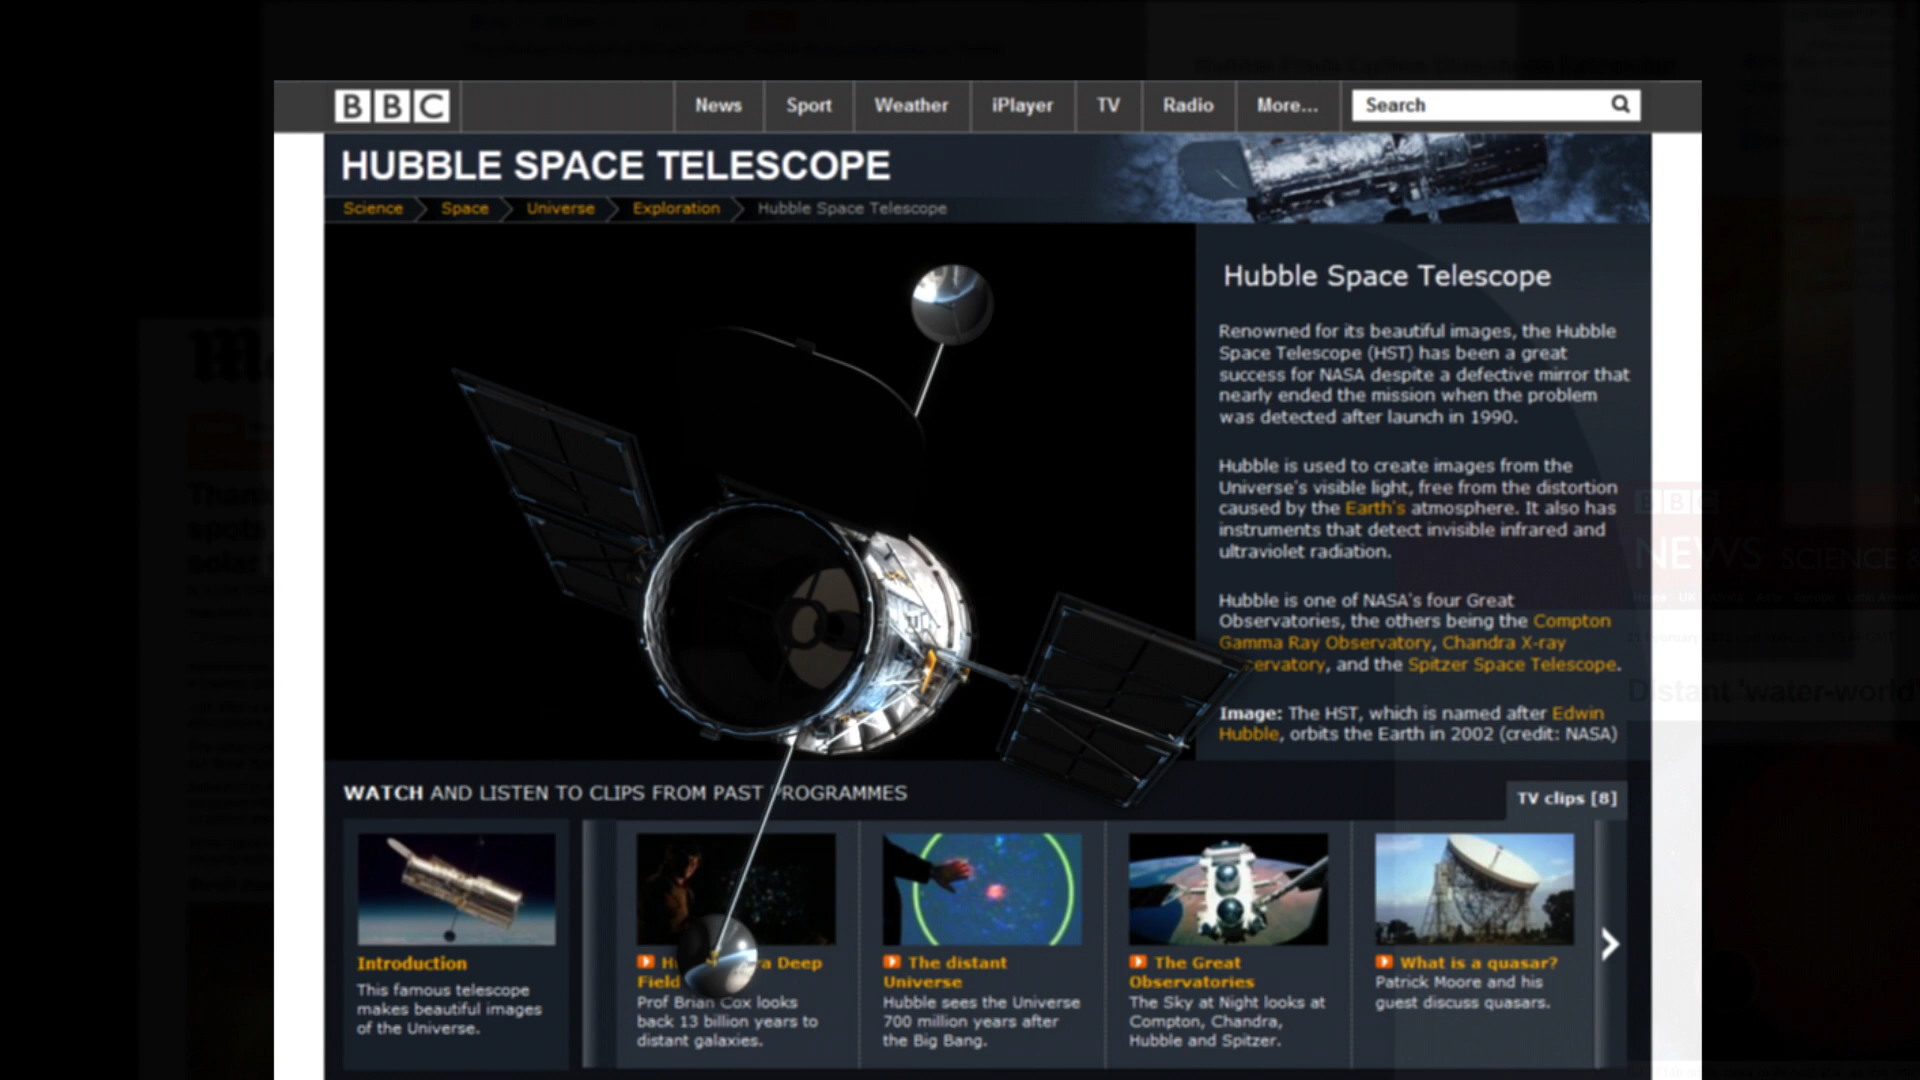 BBC
News Sport Weather iPlayer TV Radio More... Search
HUBBLE SPACE TELESCOPE
Science Space Universe Exploration Hubble Space Telescope
Hubble Space Telescope
Renowned for its beautiful images, the Hubble
Space Telescope (HST) has been a great
success for NASA despite a defective mirror that
nearly ended the mission when the problem
was detected after launch in 1990.
Hubble is used to create images from the
Universe's visible light, free from the distortion
caused by the Earth's atmosphere. It also has
instruments that detect invisible infrared and
ultraviolet radiation.
Hubble is one of NASA's four Great
Observatories, the others being the Compton
Gamma Ray Observatory, Chandra X-ray
servatory, and the Spitzer Space Telescope.
Image: The HST, which is named after Edwin
Hubble, orbits the Earth in 2002 (credit: NASA)
WATCH AND LISTEN TO CLIPS FROM PAST PROGRAMMES
TV clips [8]
Introduction
This famous telescope
makes beautiful images
of the Universe.
Deep
Field
Prof Brian Cox looks
back 13 billion years to
distant galaxies.
The distant
Universe
Hubble sees the Universe
700 million years after
the Big Bang.
The Great
Observatories
The Sky at Night looks at
Compton, Chandra,
Hubble and Spitzer.
What is a quasar?
Patrick Moore and his
guest discuss quasars.
BBC
NEWS SCIENCE &
Distant 'water-world'
spots
solar